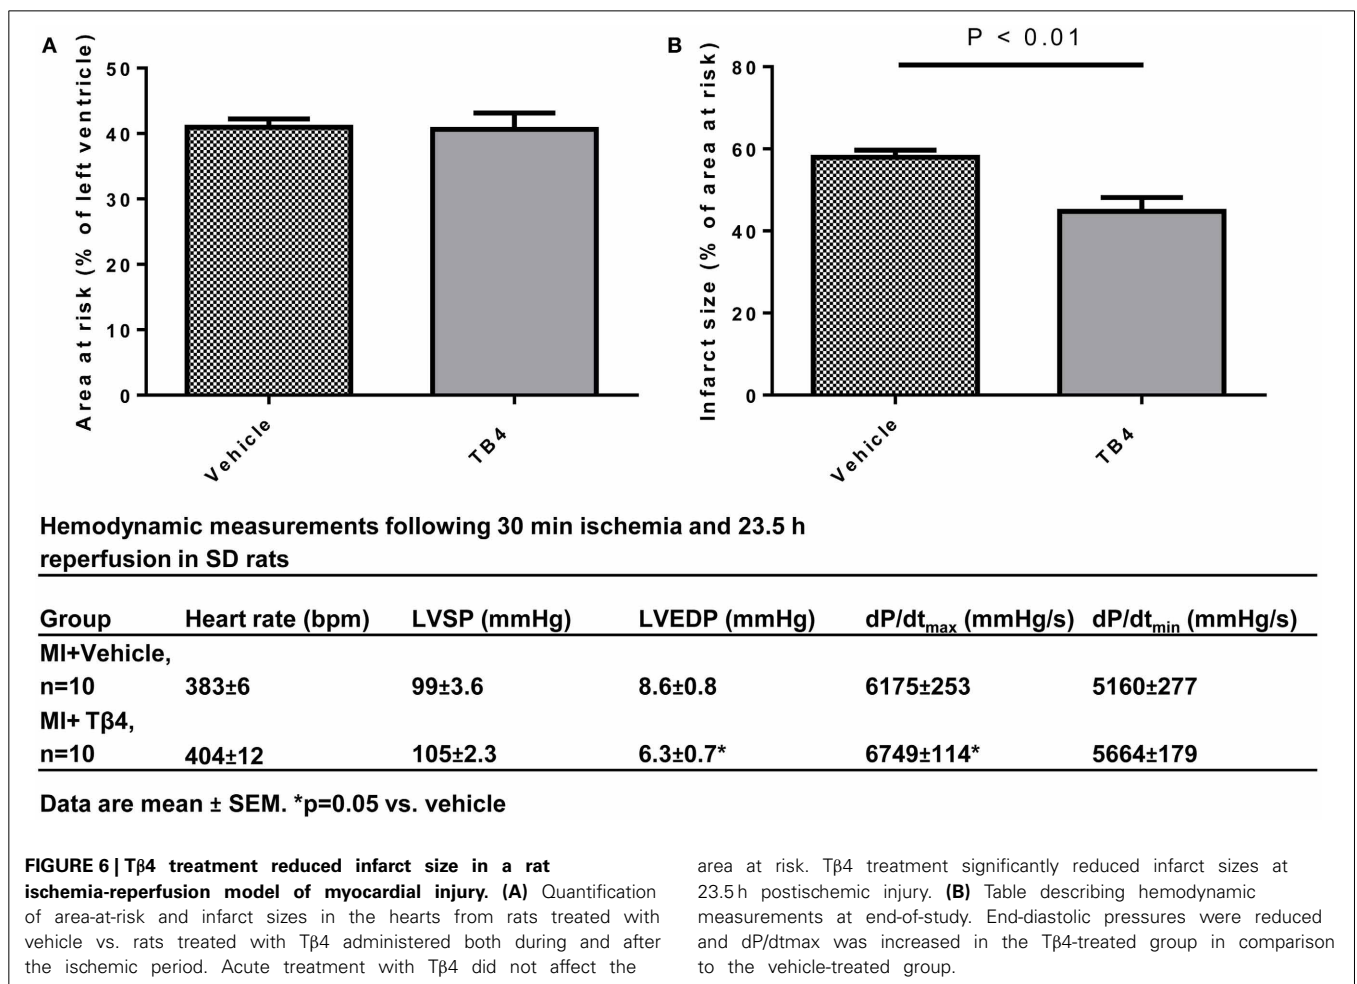 A
Area at risk (% of left ventricle)
50
40
30
20
10
0
Vehicle
TB4
B
P < 0.01
Infarct size (% of area at risk)
80
60
40
20
0
Vehicle
TB4
Hemodynamic measurements following 30 min ischemia and 23.5 h
reperfusion in SD rats
Group Heart rate (bpm) LVSP (mmHg) LVEDP (mmHg) dP/dtmax (mmHg/s) dP/dtmin (mmHg/s)
MI+Vehicle,
n=10 383±6 99±3.6 8.6±0.8 6175±253 5160±277
MI+ Tβ4,
n=10 404±12 105±2.3 6.3±0.7* 6749±114* 5664±179
Data are mean ± SEM. *p=0.05 vs. vehicle
FIGURE 6 | Tβ4 treatment reduced infarct size in a rat
ischemia-reperfusion model of myocardial injury. (A) Quantification
of area-at-risk and infarct sizes in the hearts from rats treated with
vehicle vs. rats treated with Tβ4 administered both during and after
the ischemic period. Acute treatment with Tβ4 did not affect the
area at risk. Tβ4 treatment significantly reduced infarct sizes at
23.5 h postischemic injury. (B) Table describing hemodynamic
measurements at end-of-study. End-diastolic pressures were reduced
and dP/dtmax was increased in the Tβ4-treated group in comparison
to the vehicle-treated group.